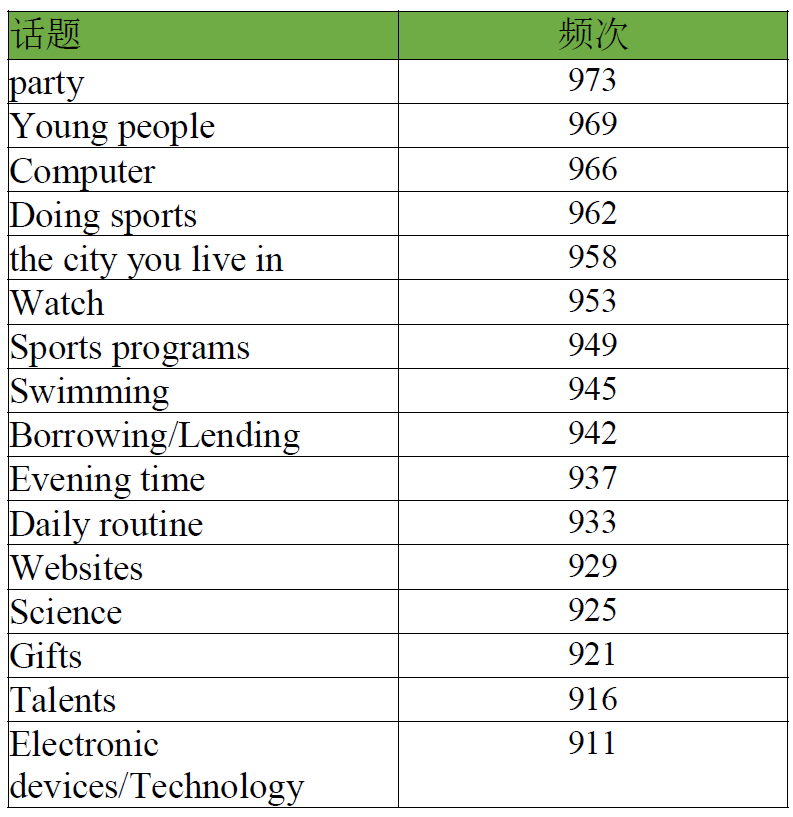 话题 频次
party 973
Young people 969
Computer 966
Doing sports 962
the city you live in 958
Watch 953
Sports programs 949
Swimming 945
Borrowing/Lending 942
Evening time 937
Daily routine 933
Websites 929
Science 925
Gifts 921
Talents 916
Electronic 911
devices/Technology